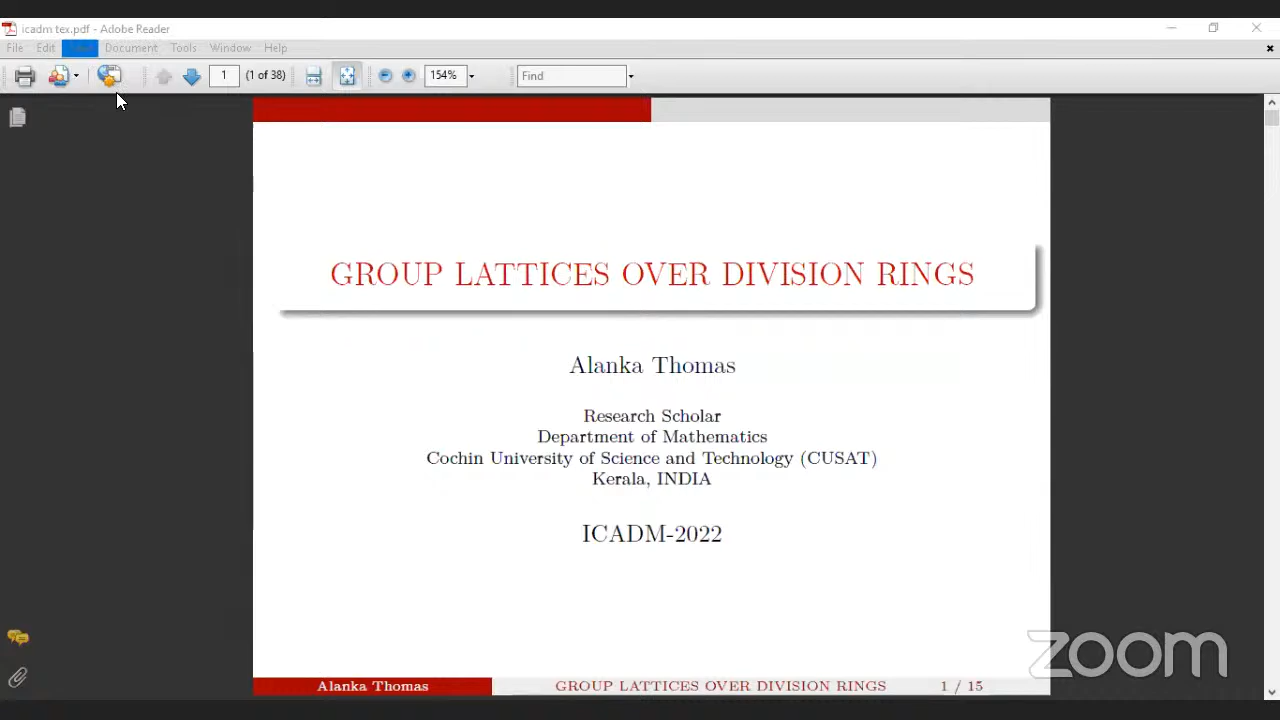 icadm tex.pdf - Adobe Reader
File Edit Document Tools Window Help
1 (1 of 38) 154% Find
GROUP LATTICES OVER DIVISION RINGS
Alanka Thomas
Research Scholar
Department of Mathematics
Cochin University of Science and Technology (CUSAT)
Kerala, INDIA
ICADM-2022
zoom
Alanka Thomas GROUP LATTICES OVER DIVISION RINGS 1 / 15